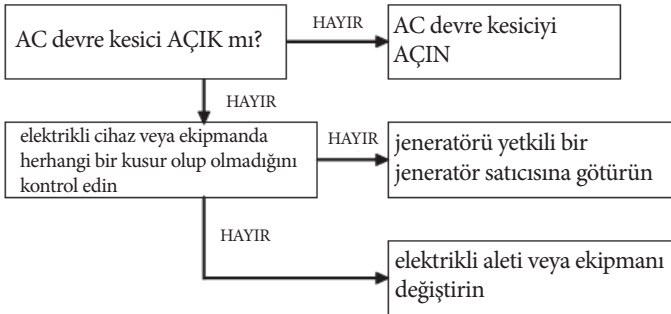 AC devre kesici AÇIK mı?
HAYIR
AC devre kesiciyi
AÇIN
HAYIR
elektrikli cihaz veya ekipmanda
herhangi bir kusur olup olmadığını
kontrol edin
HAYIR
jeneratörü yetkili bir
jeneratör satıcısına götürün
HAYIR
elektrikli aleti veya ekipmanı
değiştirin